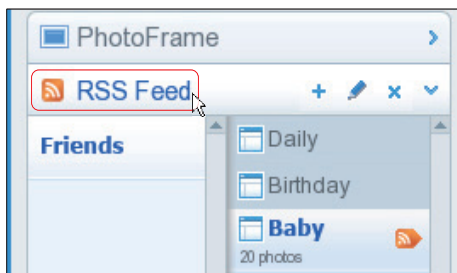 PhotoFrame
RSS Feed
Friends
Daily
Birthday
Baby
20 photos